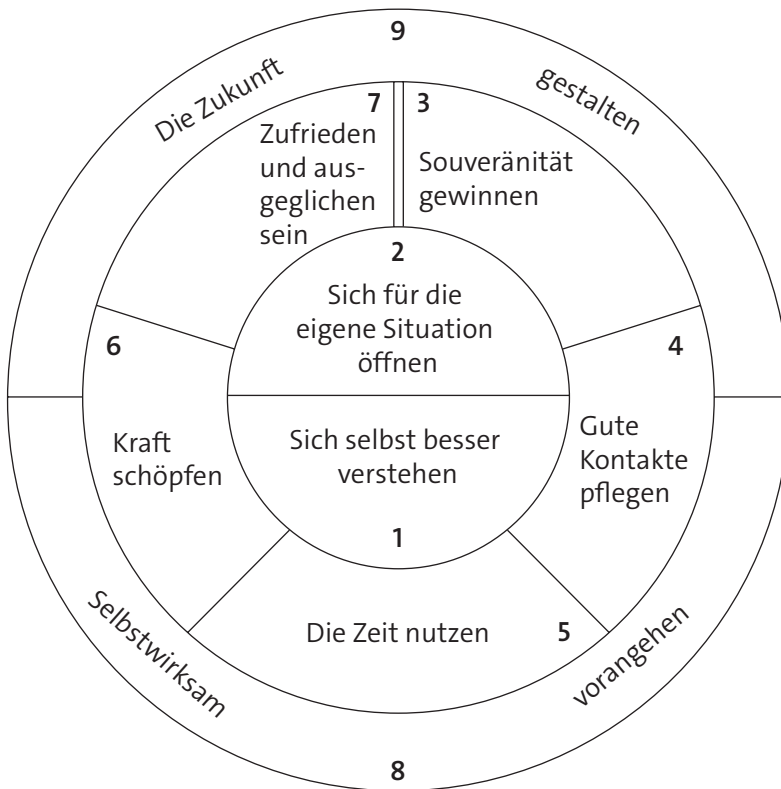 9
Die Zukunft gestalten
7
Zufrieden
und aus-
geglichen
sein
3
Souveränität
gewinnen
2
Sich für die
eigene Situation
öffnen
6
Kraft
schöpfen
4
Gute
Kontakte
pflegen
Sich selbst besser
verstehen
1
Die Zeit nutzen
5
Selbstwirksam vorangehen
8